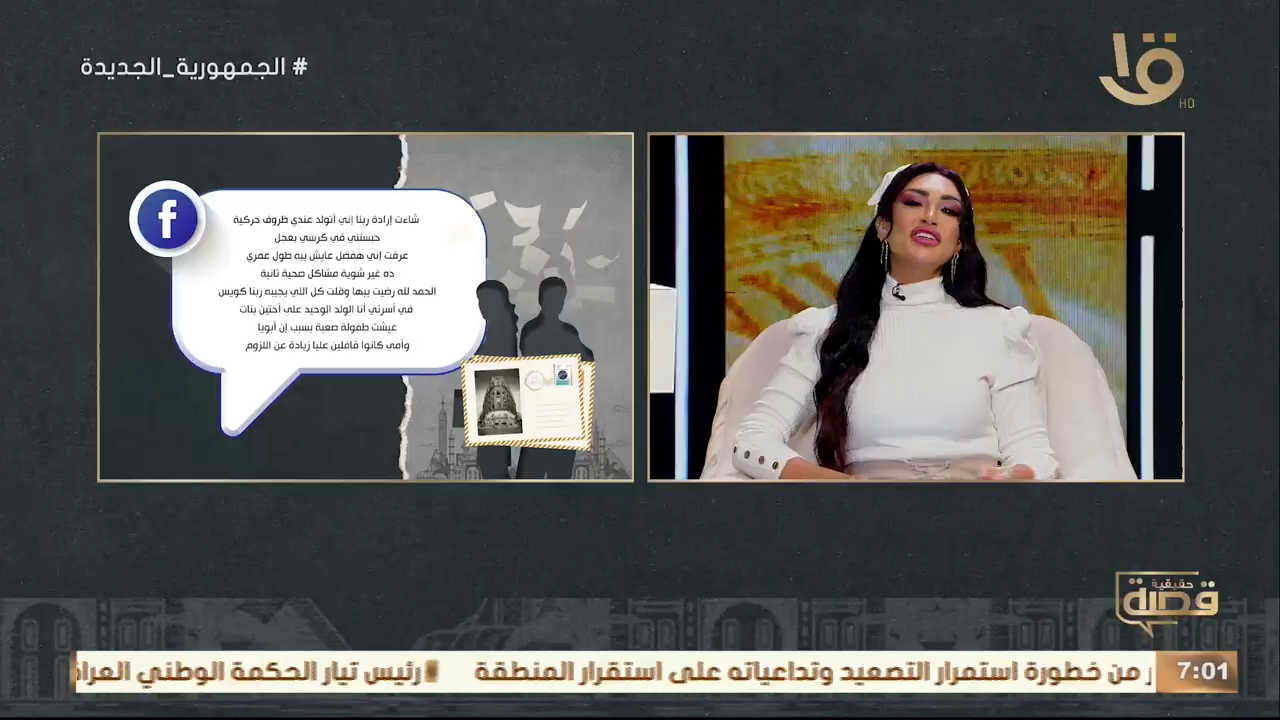 # الجمهورية_الجديدة
HD
f
شاءت إرادة ربنا إني أتولد عندي ظروف حركية
حبستني في كرسي بعجل
عرفت إني هفضل عايش بيه طول عمري
ده غير شوية مشاكل صحية تانية
الحمد لله رضيت بيها وقلت كل اللي يجيبه ربنا كويس
في أسرتي أنا الولد الوحيد على أختين بنات
عيشت طفولة صعبة بسبب إن أبويا
وأمي كانوا قافلين عليا زيادة عن اللزوم
قصة
حقيقية
7:01
من خطورة استمرار التصعيد وتداعياته على استقرار المنطقة رئيس تيار الحكمة الوطني